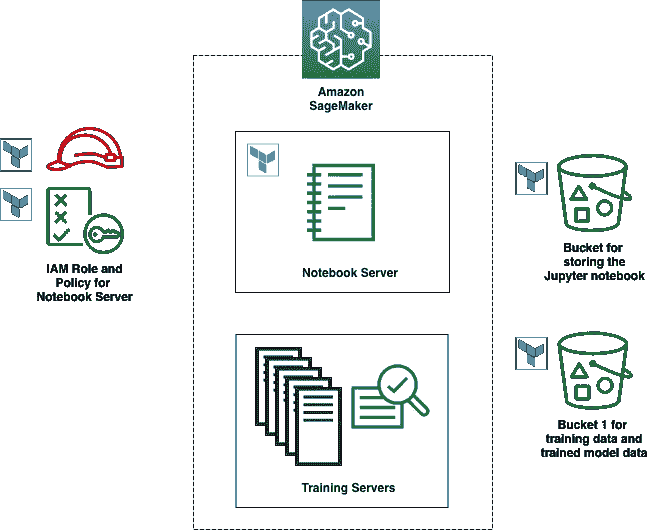 Amazon
SageMaker
IAM Role and
Policy for
Notebook Server
Notebook Server
Bucket for
storing the
Jupyter notebook
Training Servers
Bucket 1 for
training data and
trained model data